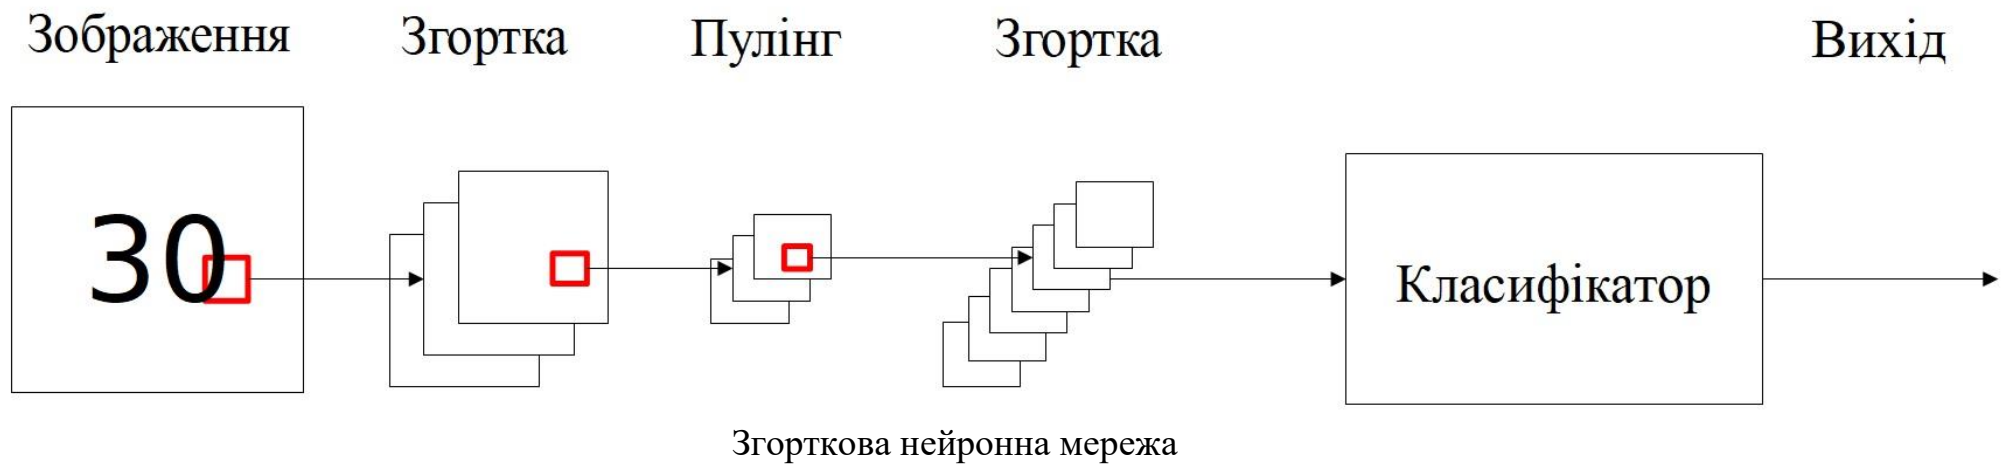 Зображення Згортка Пулінг Згортка Вихід
30
Класифікатор
Згорткова нейронна мережа